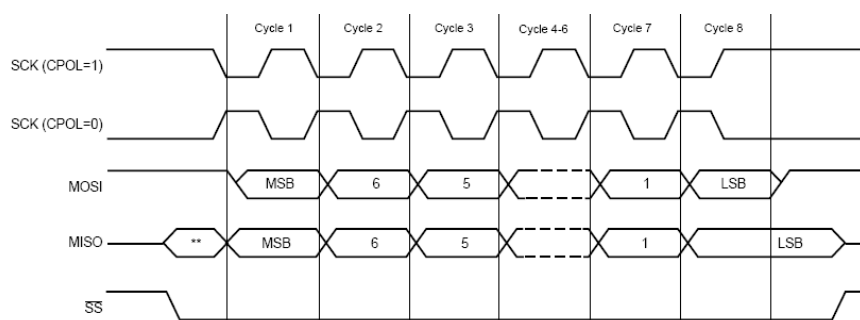 Cycle 1 Cycle 2 Cycle 3 Cycle 4-6 Cycle 7 Cycle 8
SCK (CPOL=1)
SCK (CPOL=0)
MOSI MSB 6 5 1 LSB
MISO ** MSB 6 5 1 LSB
SS